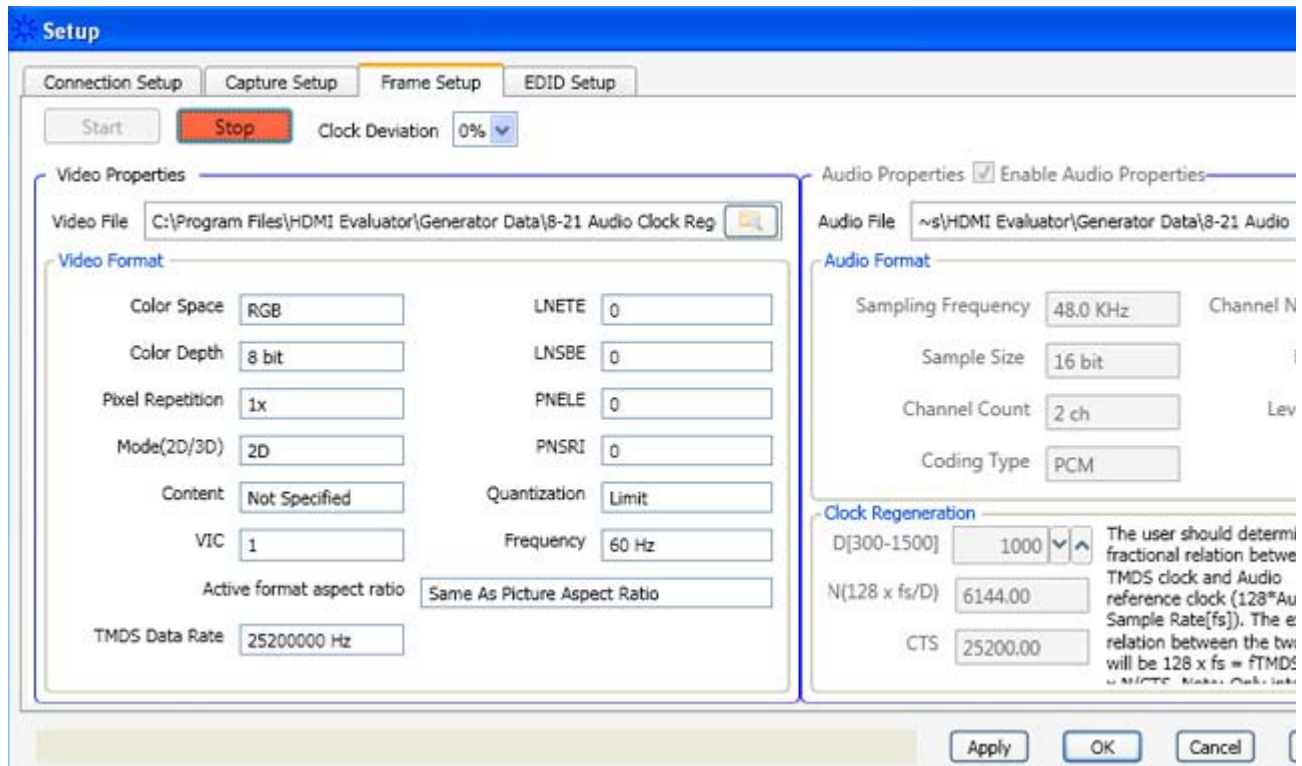 Setup
Connection Setup Capture Setup Frame Setup EDID Setup
Start Stop Clock Deviation 0%
Video Properties
Video File C:\Program Files\HDMI Evaluator\Generator Data\8-21 Audio Clock Reg
Video Format
Color Space RGB LNETE 0
Color Depth 8 bit LNSBE 0
Pixel Repetition 1x PNELE 0
Mode(2D/3D) 2D PNSRI 0
Content Not Specified Quantization Limit
VIC 1 Frequency 60 Hz
Active format aspect ratio Same As Picture Aspect Ratio
TMDS Data Rate 25200000 Hz
Audio Properties Enable Audio Properties
Audio File ~s\HDMI Evaluator\Generator Data\8-21 Audio
Audio Format
Sampling Frequency 48.0 KHz Channel N
Sample Size 16 bit
Channel Count 2 ch Lev
Coding Type PCM
Clock Regeneration
D[300-1500] 1000
N(128 x fs/D) 6144.00
CTS 25200.00
The user should determi
fractional relation betwe
TMDS clock and Audio
reference clock (128*Au
Sample Rate[fs]). The e
relation between the two
will be 128 x fs = fTMDS
x N/CTS. Note: Only
Apply OK Cancel